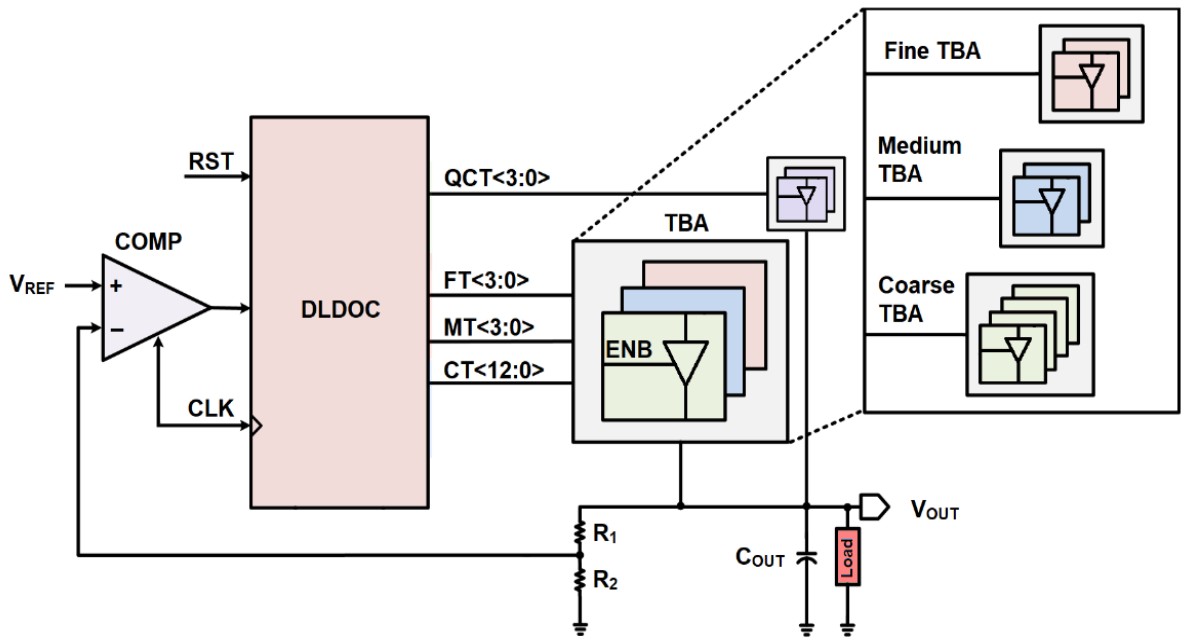 Fine TBA
Medium
TBA
Coarse
TBA
RST
QCT<3:0>
TBA
COMP
VREF
+
−
DLDOC
FT<3:0>
MT<3:0>
CT<12:0>
ENB
CLK
R1
R2
COUT
Load
VOUT